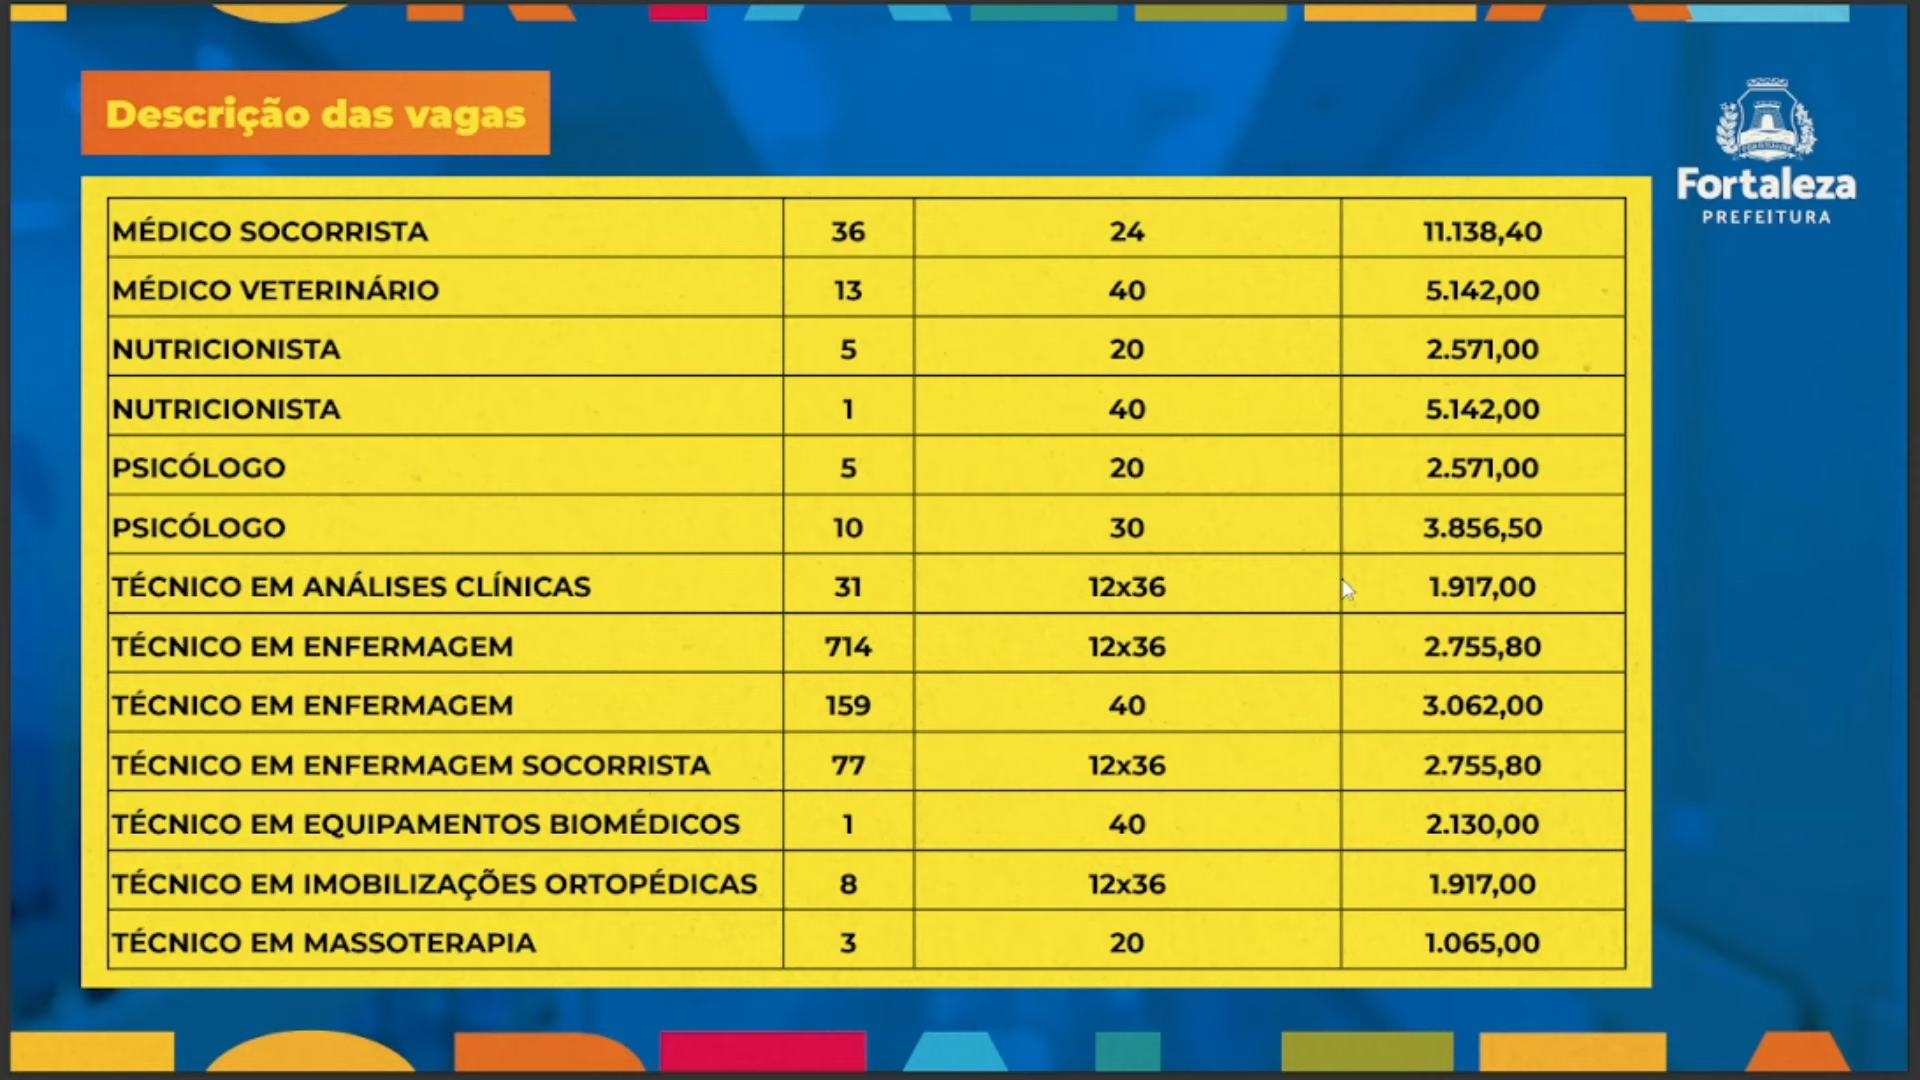 Descrição das vagas
Fortaleza
PREFEITURA
MÉDICO SOCORRISTA 36 24 11.138,40
MÉDICO VETERINÁRIO 13 40 5.142,00
NUTRICIONISTA 5 20 2.571,00
NUTRICIONISTA 1 40 5.142,00
PSICÓLOGO 5 20 2.571,00
PSICÓLOGO 10 30 3.856,50
TÉCNICO EM ANÁLISES CLÍNICAS 31 12x36 1.917,00
TÉCNICO EM ENFERMAGEM 714 12x36 2.755,80
TÉCNICO EM ENFERMAGEM 159 40 3.062,00
TÉCNICO EM ENFERMAGEM SOCORRISTA 77 12x36 2.755,80
TÉCNICO EM EQUIPAMENTOS BIOMÉDICOS 1 40 2.130,00
TÉCNICO EM IMOBILIZAÇÕES ORTOPÉDICAS 8 12x36 1.917,00
TÉCNICO EM MASSOTERAPIA 3 20 1.065,00